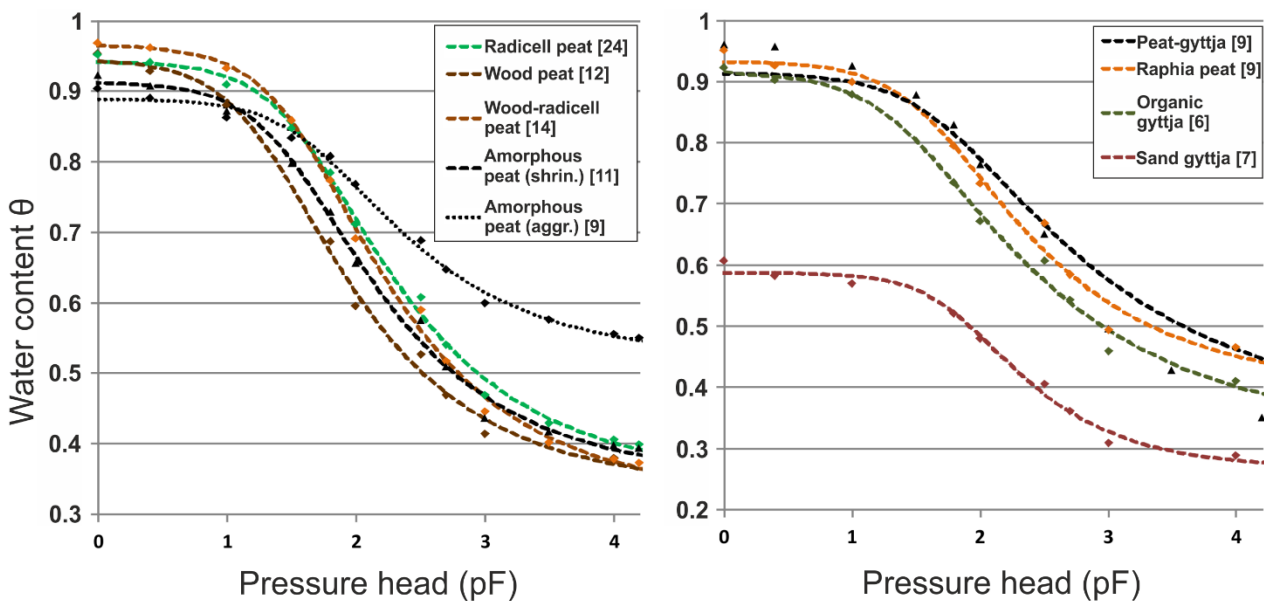 Water content θ
1
0.9
0.8
0.7
0.6
0.5
0.4
0.3
0
1
2
3
4
Pressure head (pF)
Radicell peat [24]
Wood peat [12]
Wood-radicell
peat [14]
Amorphous
peat (shrin.) [11]
Amorphous
peat (aggr.) [9]
1
0.9
0.8
0.7
0.6
0.5
0.4
0.3
0.2
0
1
2
3
4
Pressure head (pF)
Peat-gyttja [9]
Raphia peat [9]
Organic
gyttja [6]
Sand gyttja [7]